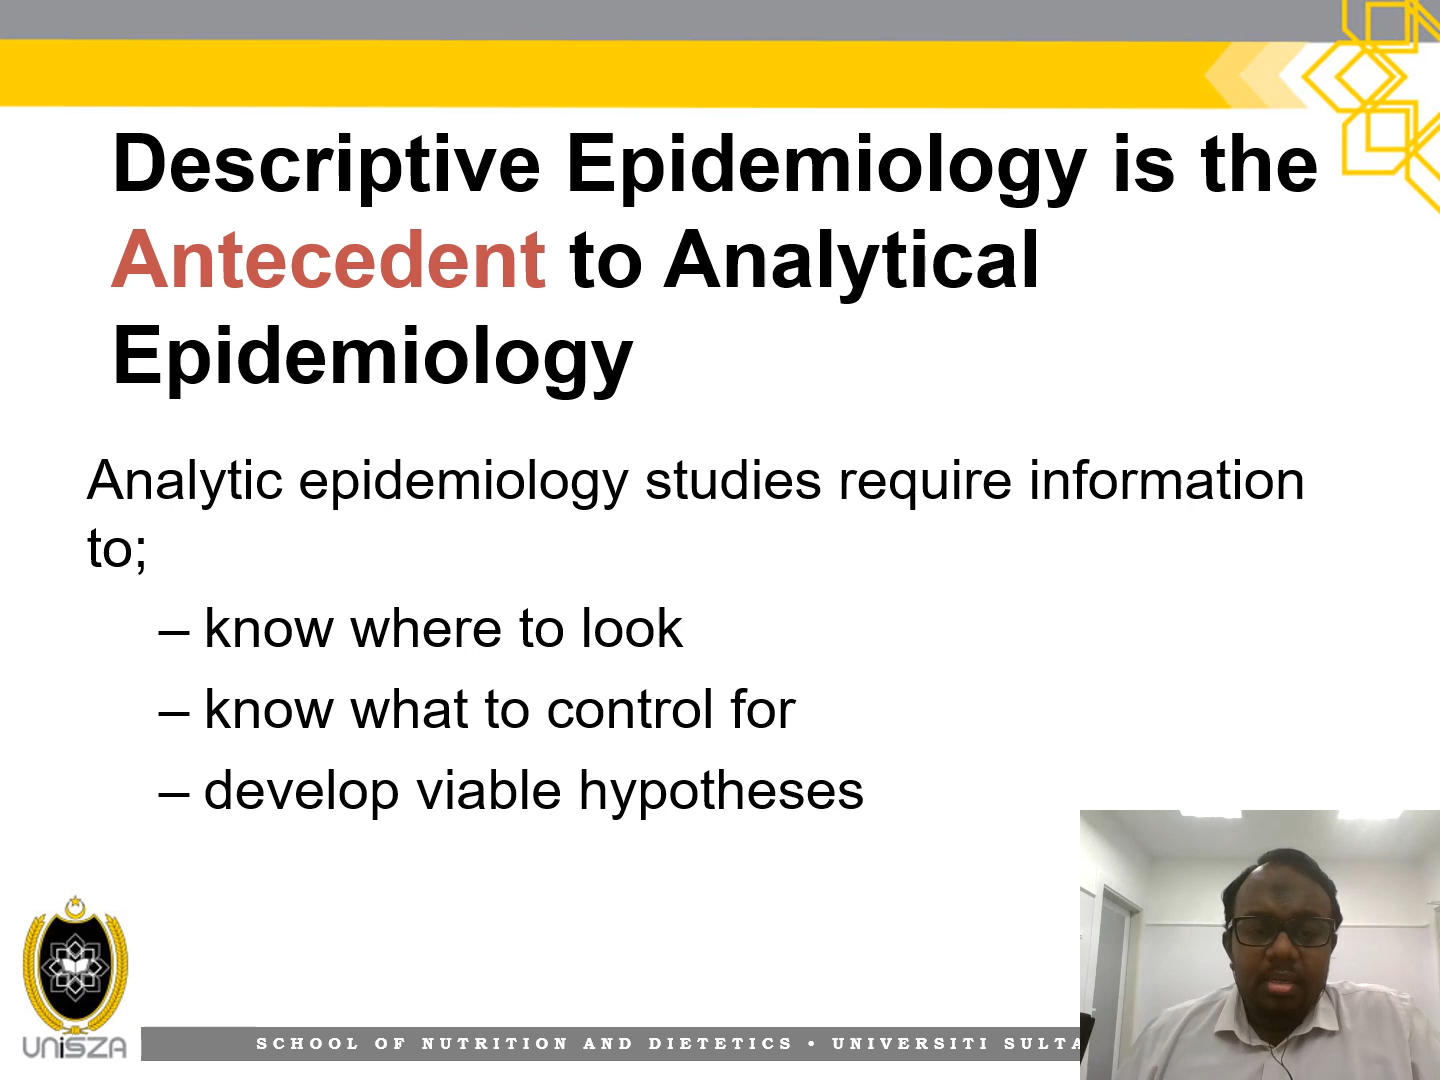 Descriptive Epidemiology is the
Antecedent to Analytical
Epidemiology
Analytic epidemiology studies require information
to;
– know where to look
– know what to control for
– develop viable hypotheses
UNISZA
SCHOOL OF NUTRITION AND DIETETICS • UNIVERSITI SULTA